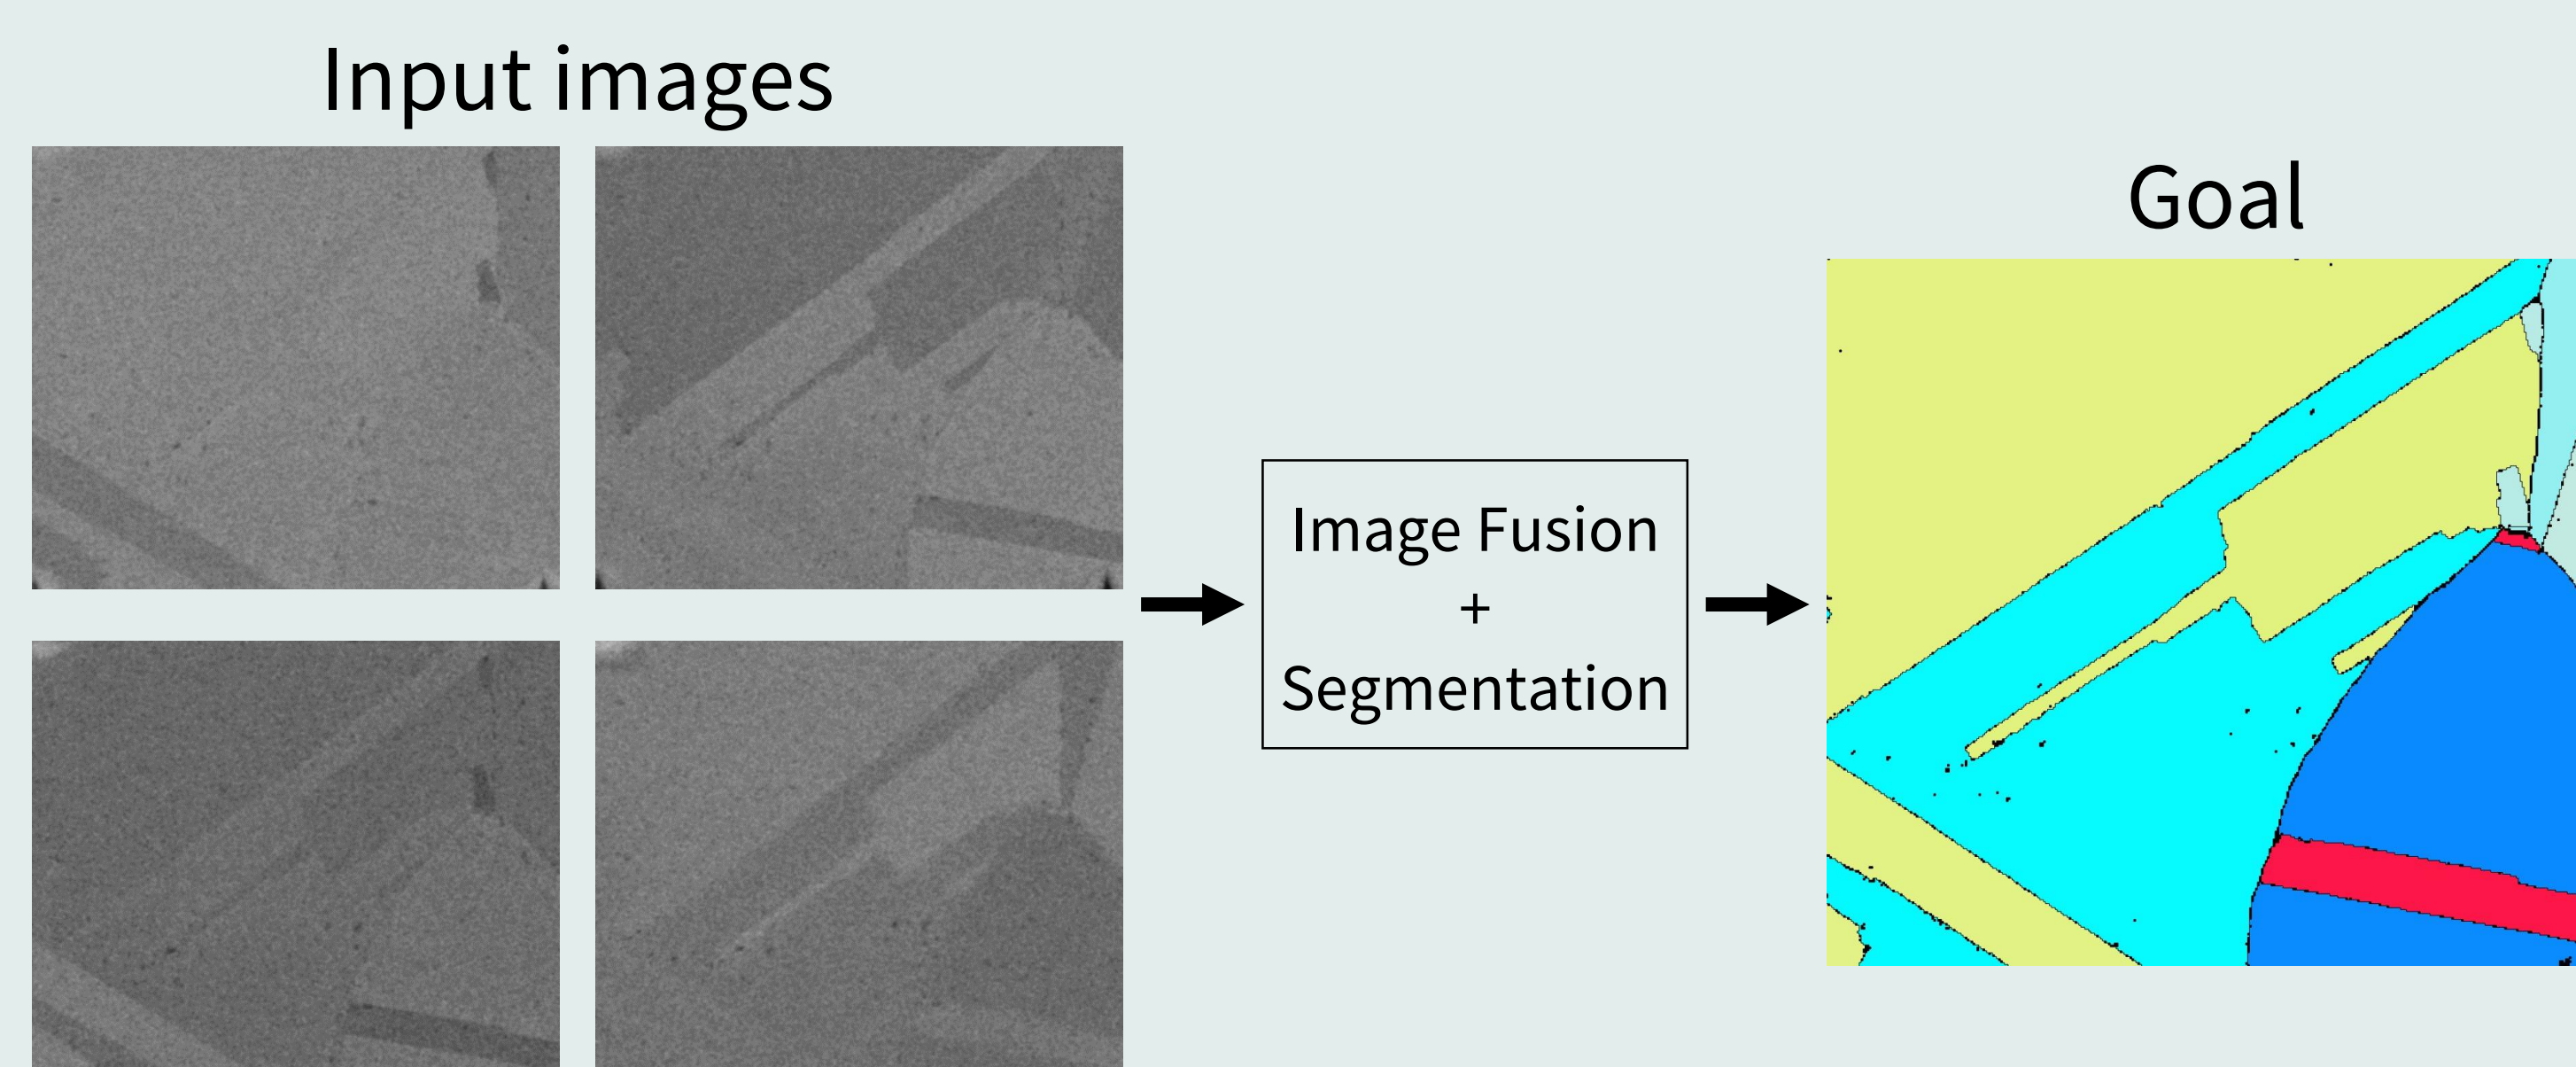 Input images
Goal
Image Fusion
+
Segmentation